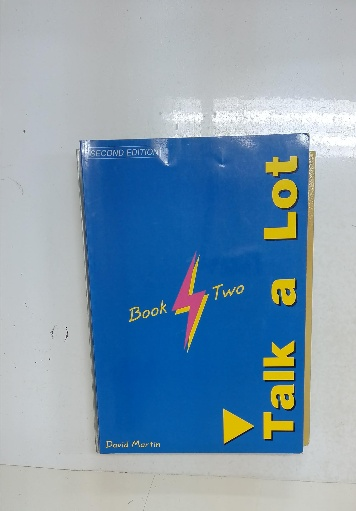 SECOND EDITION
Talk a Lot
Book Two
David Martin